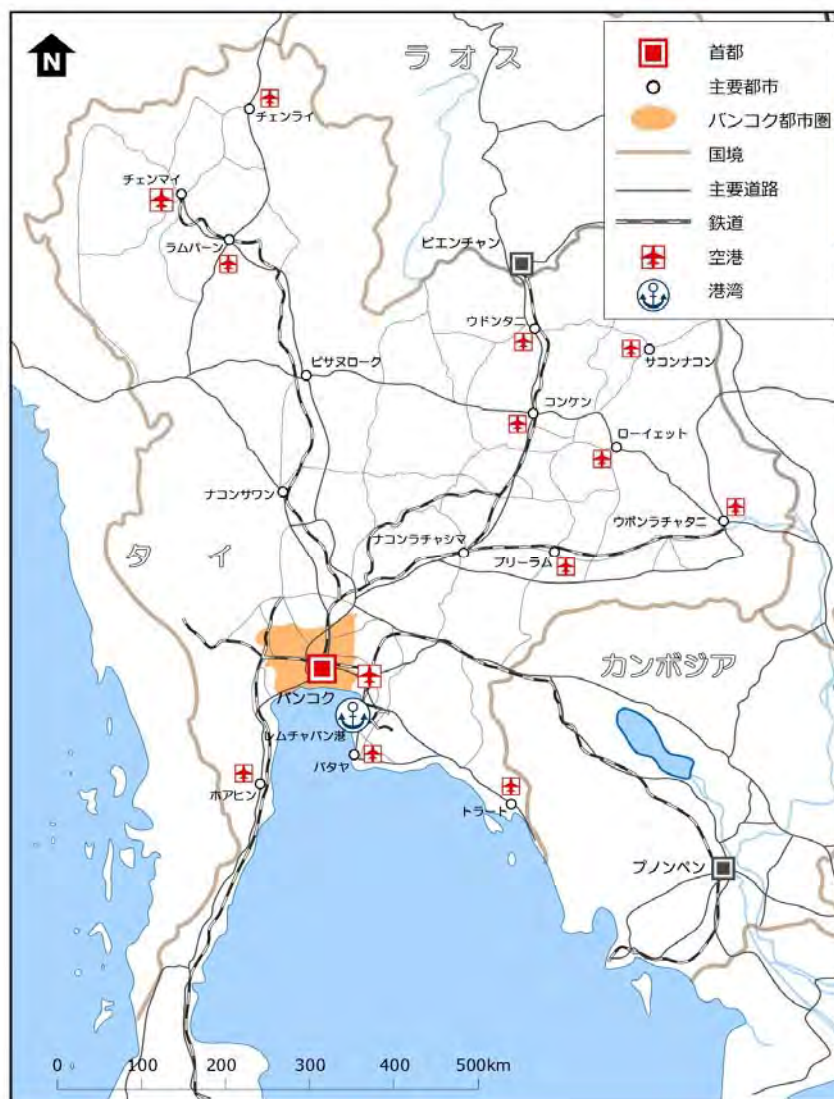 N
ラオス
首都
主要都市
バンコク都市圏
国境
主要道路
鉄道
空港
港湾
チェンライ
チェンマイ
ラムパーン
ビエンチャン
ウドンタニ
サコンナコン
ピサヌローク
コンケン
ローイェット
ナコンサワン
ウボンラチャタニ
ナコンラチャシマ
ブリーラム
タイ
カンボジア
バンコク
レムチャバン港
パタヤ
ホアヒン
トラート
プノンペン
0 100 200 300 400 500km